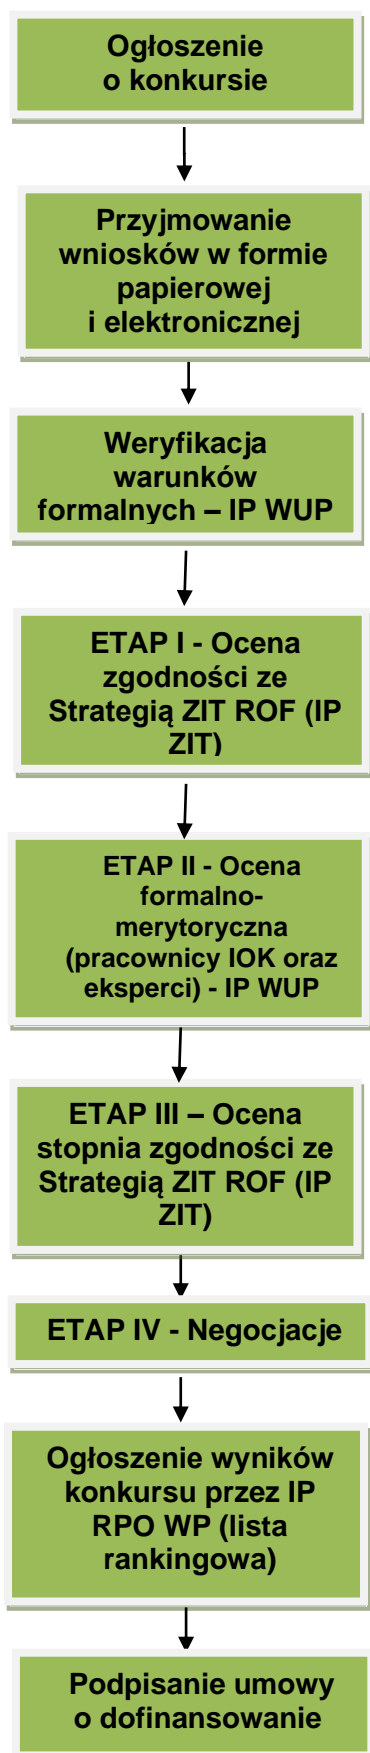 Ogłoszenie
o konkursie
Przyjmowanie
wniosków w formie
papierowej
i elektronicznej
Weryfikacja
warunków
formalnych – IP WUP
ETAP I - Ocena
zgodności ze
Strategią ZIT ROF (IP
ZIT)
ETAP II - Ocena
formalno-
merytoryczna
(pracownicy IOK oraz
eksperci) - IP WUP
ETAP III – Ocena
stopnia zgodności ze
Strategią ZIT ROF (IP
ZIT)
ETAP IV - Negocjacje
Ogłoszenie wyników
konkursu przez IP
RPO WP (lista
rankingowa)
Podpisanie umowy
o dofinansowanie